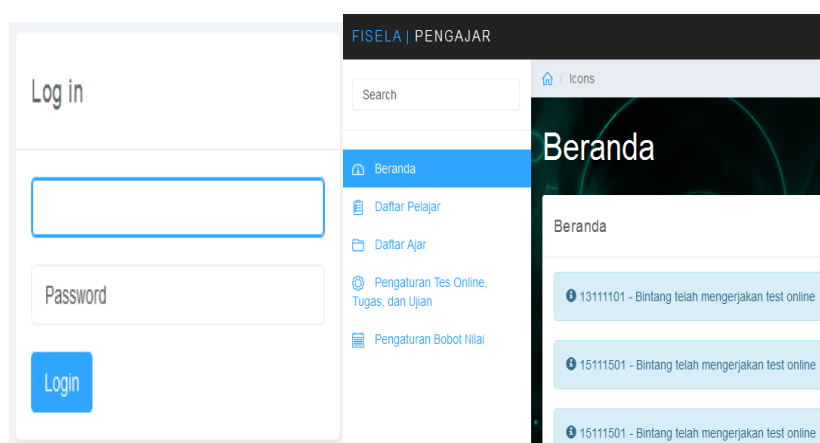 Log in
Password
Login
FISELA | PENGAJAR
Search
Beranda
Daftar Pelajar
Daftar Ajar
Pengaturan Tes Online,
Tugas, dan Ujian
Pengaturan Bobot Nilai
/ Icons
Beranda
Beranda
13111101 - Bintang telah mengerjakan test online
15111501 - Bintang telah mengerjakan test online
15111501 - Bintang telah mengerjakan test online